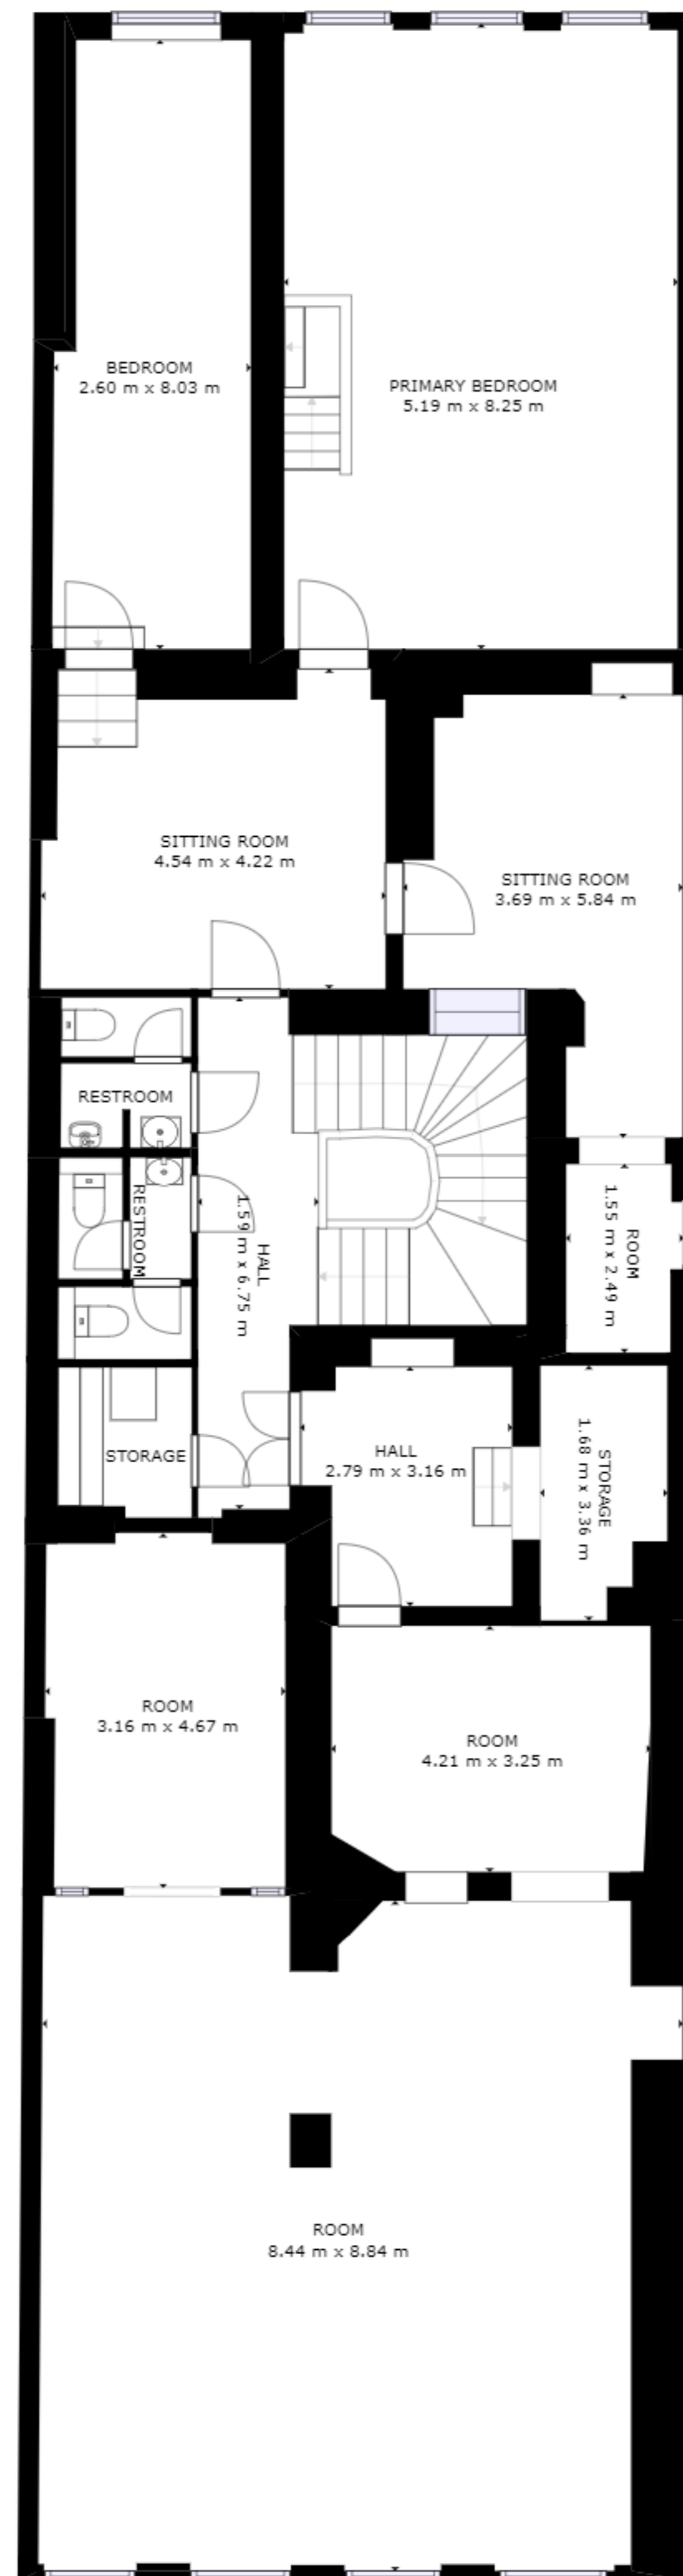 BEDROOM
2.60 m x 8.03 m
PRIMARY BEDROOM
5.19 m x 8.25 m
SITTING ROOM
4.54 m x 4.22 m
SITTING ROOM
3.69 m x 5.84 m
RESTROOM
RESTROOM
HALL
1.59 m x 6.75 m
ROOM
1.55 m x 2.49 m
STORAGE
HALL
2.79 m x 3.16 m
STORAGE
1.68 m x 3.36 m
ROOM
3.16 m x 4.67 m
ROOM
4.21 m x 3.25 m
ROOM
8.44 m x 8.84 m